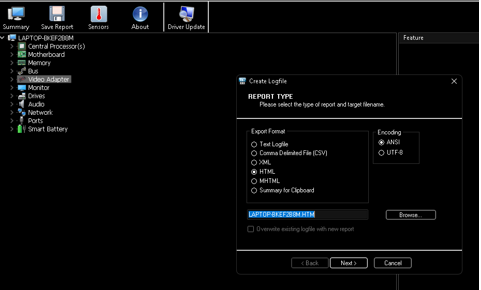 Summary Save Report Sensors About Driver Update
LAPTOP-BKEF2B8M
Central Processor(s)
Motherboard
Memory
Bus
Video Adapter
Monitor
Drives
Audio
Network
Ports
Smart Battery
Feature
Create Logfile
REPORT TYPE
Please select the type of report and target filename.
Export Format
Text Logfile
Comma Delimited File (CSV)
XML
HTML
MHTML
Summary for Clipboard
Encoding
ANSI
UTF-8
LAPTOP-BKEF2B8M.HTM
Browse...
Overwrite existing logfile with new report
< Back Next > Cancel